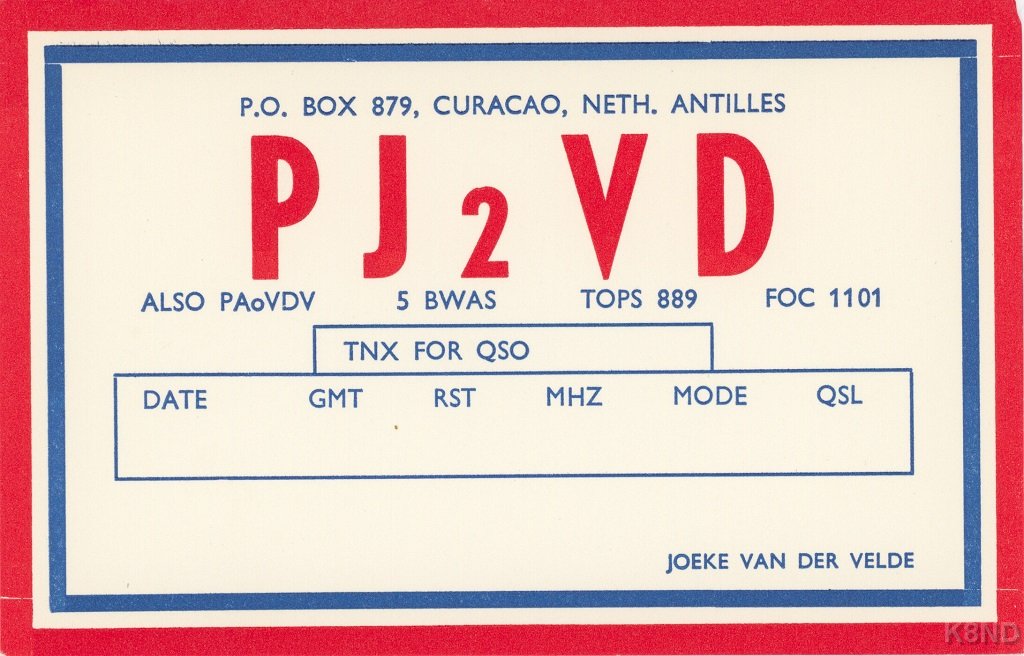 P.O. BOX 879, CURACAO, NETH. ANTILLES
PJ2VD
ALSO PAoVDV 5 BWAS TOPS 889 FOC 1101
TNX FOR QSO
DATE GMT RST MHZ MODE QSL
JOEKE VAN DER VELDE
K8ND